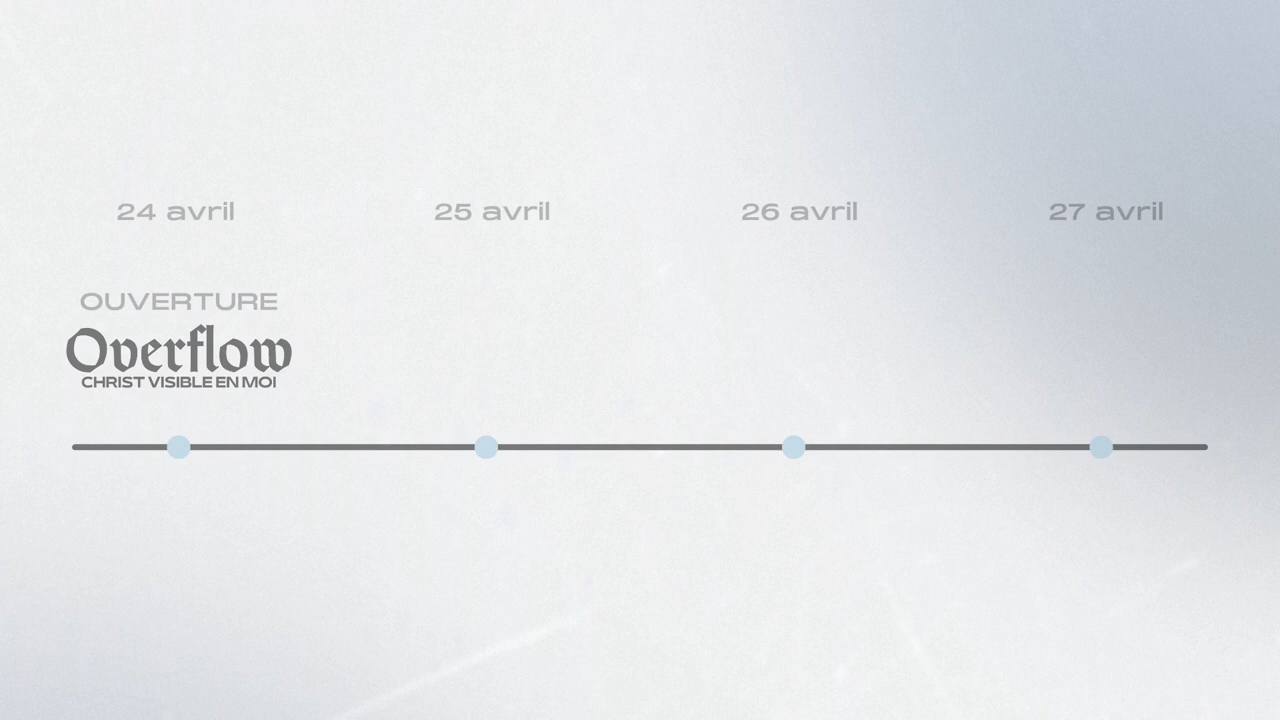 24 avril
25 avril
26 avril
27 avril
OUVERTURE
Overflow
CHRIST VISIBLE EN MOI